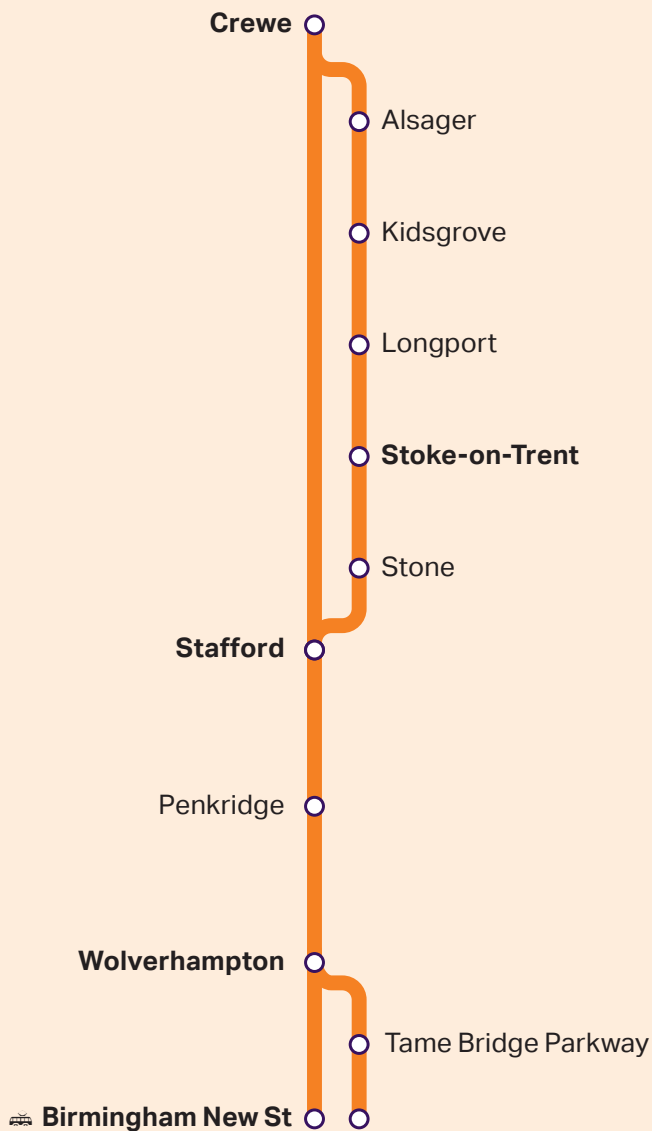 Crewe
Alsager
Kidsgrove
Longport
Stoke-on-Trent
Stone
Stafford
Penkridge
Wolverhampton
Tame Bridge Parkway
Birmingham New St